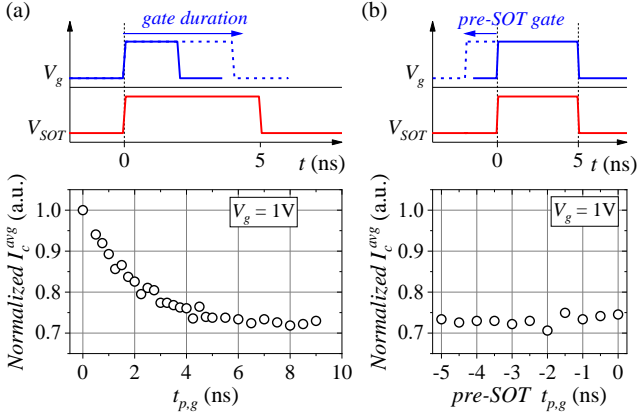 (a)
gate duration
V_g
V_SOT
0 5 t (ns)
V_g = 1V
Normalized I_c^avg (a.u.)
1.0
0.9
0.8
0.7
0 2 4 6 8 10
t_p,g (ns)
(b)
pre-SOT gate
V_g
V_SOT
0 5 t (ns)
V_g = 1V
Normalized I_c^avg (a.u.)
1.0
0.9
0.8
0.7
-5 -4 -3 -2 -1 0
pre-SOT t_p,g (ns)